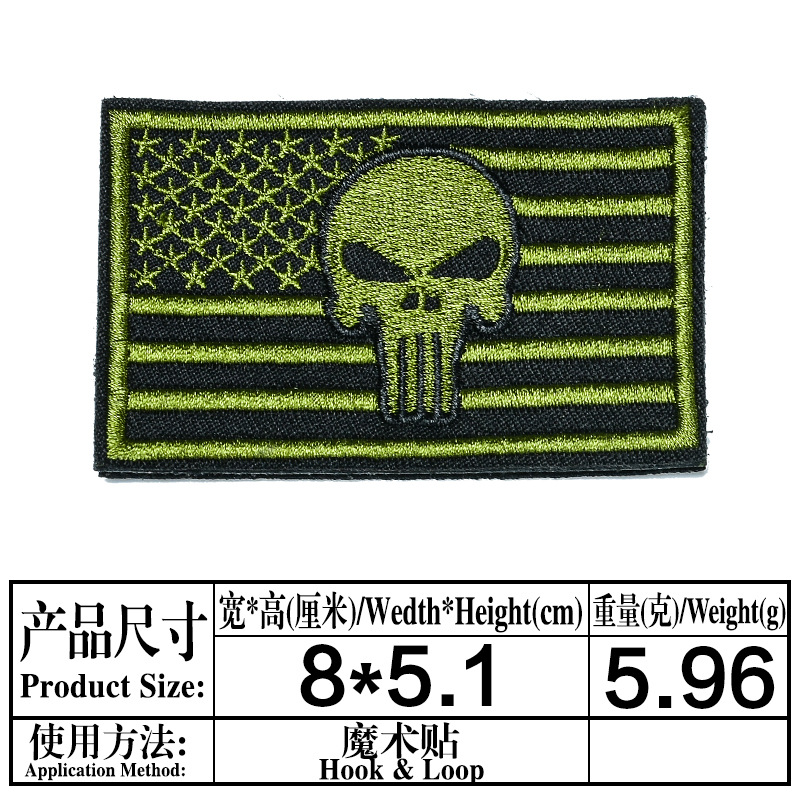 产品尺寸
Product Size:
宽*高(厘米)/Wedth*Height(cm)
8*5.1
重量(克)/Weight(g)
5.96
使用方法:
Application Method:
魔术贴
Hook & Loop